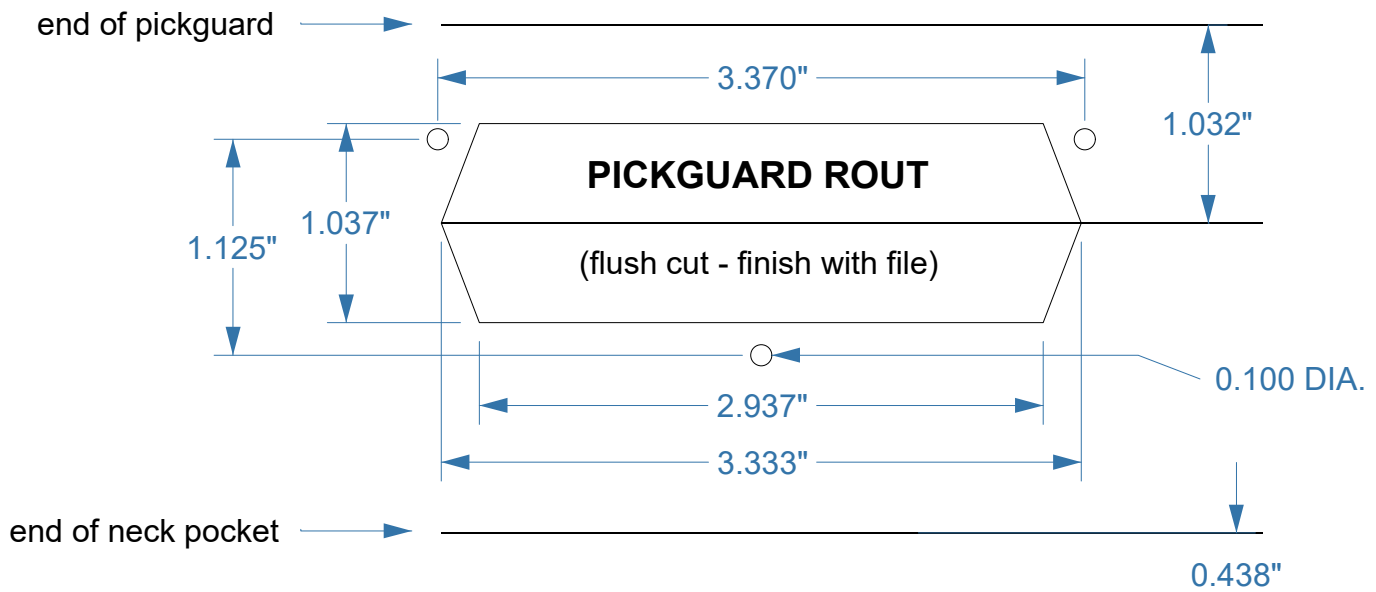 end of pickguard
3.370"
1.032"
PICKGUARD ROUT
1.037"
1.125"
(flush cut - finish with file)
0.100 DIA.
2.937"
3.333"
end of neck pocket
0.438"